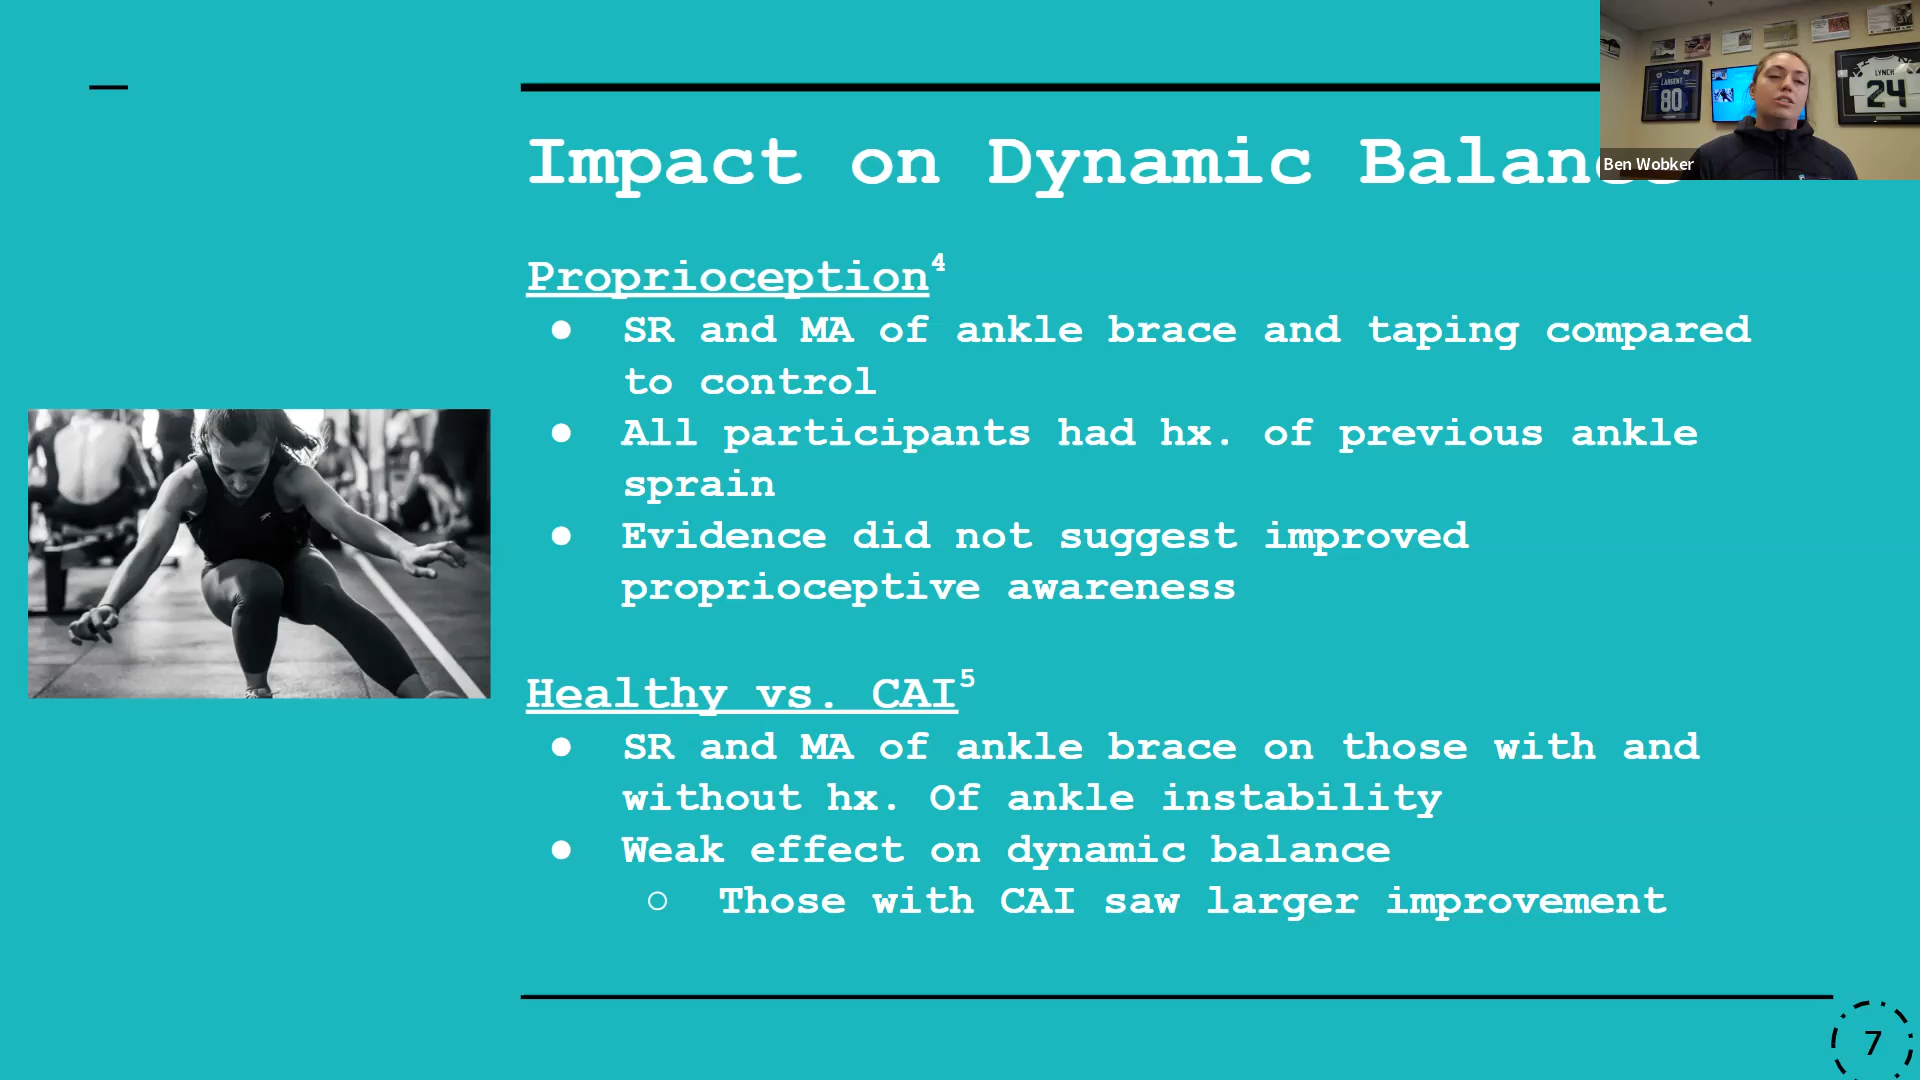 Impact on Dynamic Balance
Proprioception4
● SR and MA of ankle brace and taping compared
to control
● All participants had hx. of previous ankle
sprain
● Evidence did not suggest improved
proprioceptive awareness
Healthy vs. CAI5
● SR and MA of ankle brace on those with and
without hx. Of ankle instability
● Weak effect on dynamic balance
○ Those with CAI saw larger improvement
7
LARGENT
80
LYNCH
24
Ben Wobker